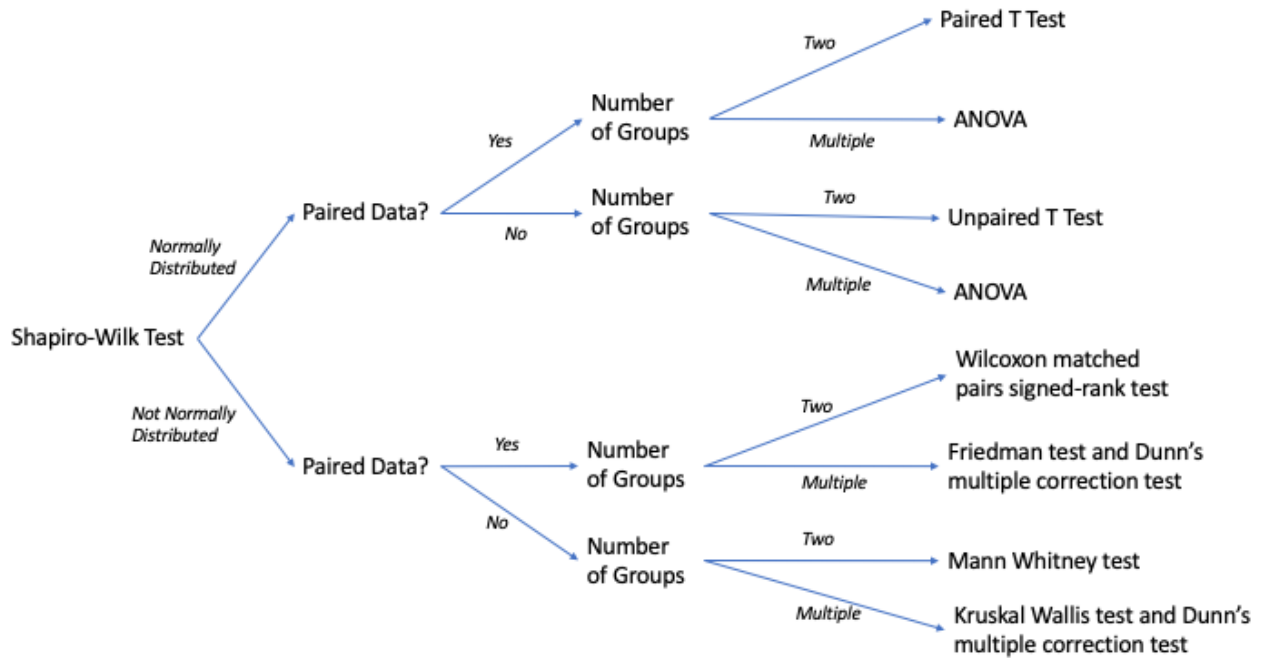 Paired T Test
Two
Number
of Groups
ANOVA
Yes
Multiple
Paired Data?
Number
of Groups
Two
Unpaired T Test
No
Normally
Distributed
Multiple
ANOVA
Shapiro-Wilk Test
Wilcoxon matched
pairs signed-rank test
Not Normally
Distributed
Two
Paired Data?
Yes
Number
of Groups
Friedman test and Dunn's
multiple correction test
Multiple
No
Number
of Groups
Two
Mann Whitney test
Multiple
Kruskal Wallis test and Dunn's
multiple correction test